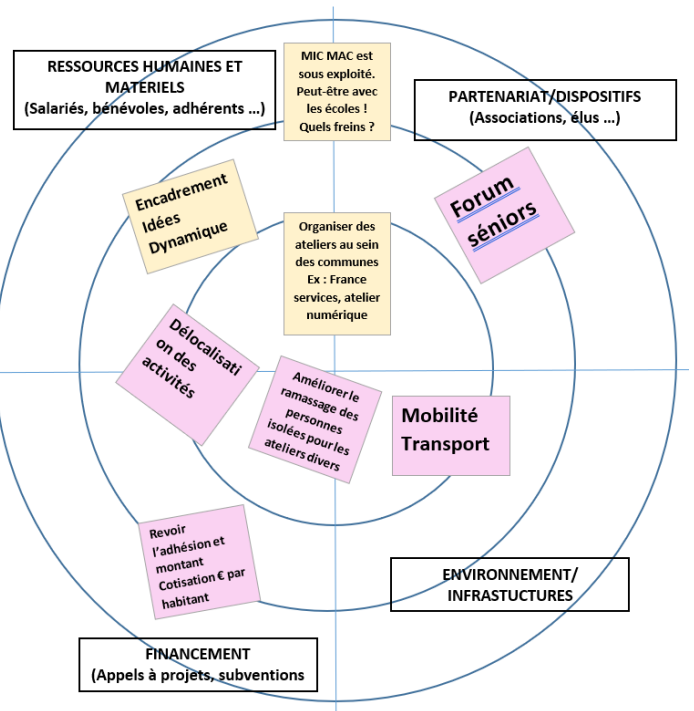 RESSOURCES HUMAINES ET
MATERIELS
(Salariés, bénévoles, adhérents ...)
MIC MAC est
sous exploité.
Peut-être avec
les écoles !
Quels freins ?
PARTENARIAT/DISPOSITIFS
(Associations, élus ...)
Encadrement
Idées
Dynamique
Organiser des
ateliers au sein
des communes
Ex : France
services, atelier
numérique
Forum
séniors
Délocalisati
on des
activités
Améliorer le
ramassage des
personnes
isolées pour les
ateliers divers
Mobilité
Transport
Revoir
l'adhésion et
montant
Cotisation € par
habitant
ENVIRONNEMENT/
INFRASTUCTURES
FINANCEMENT
(Appels à projets, subventions